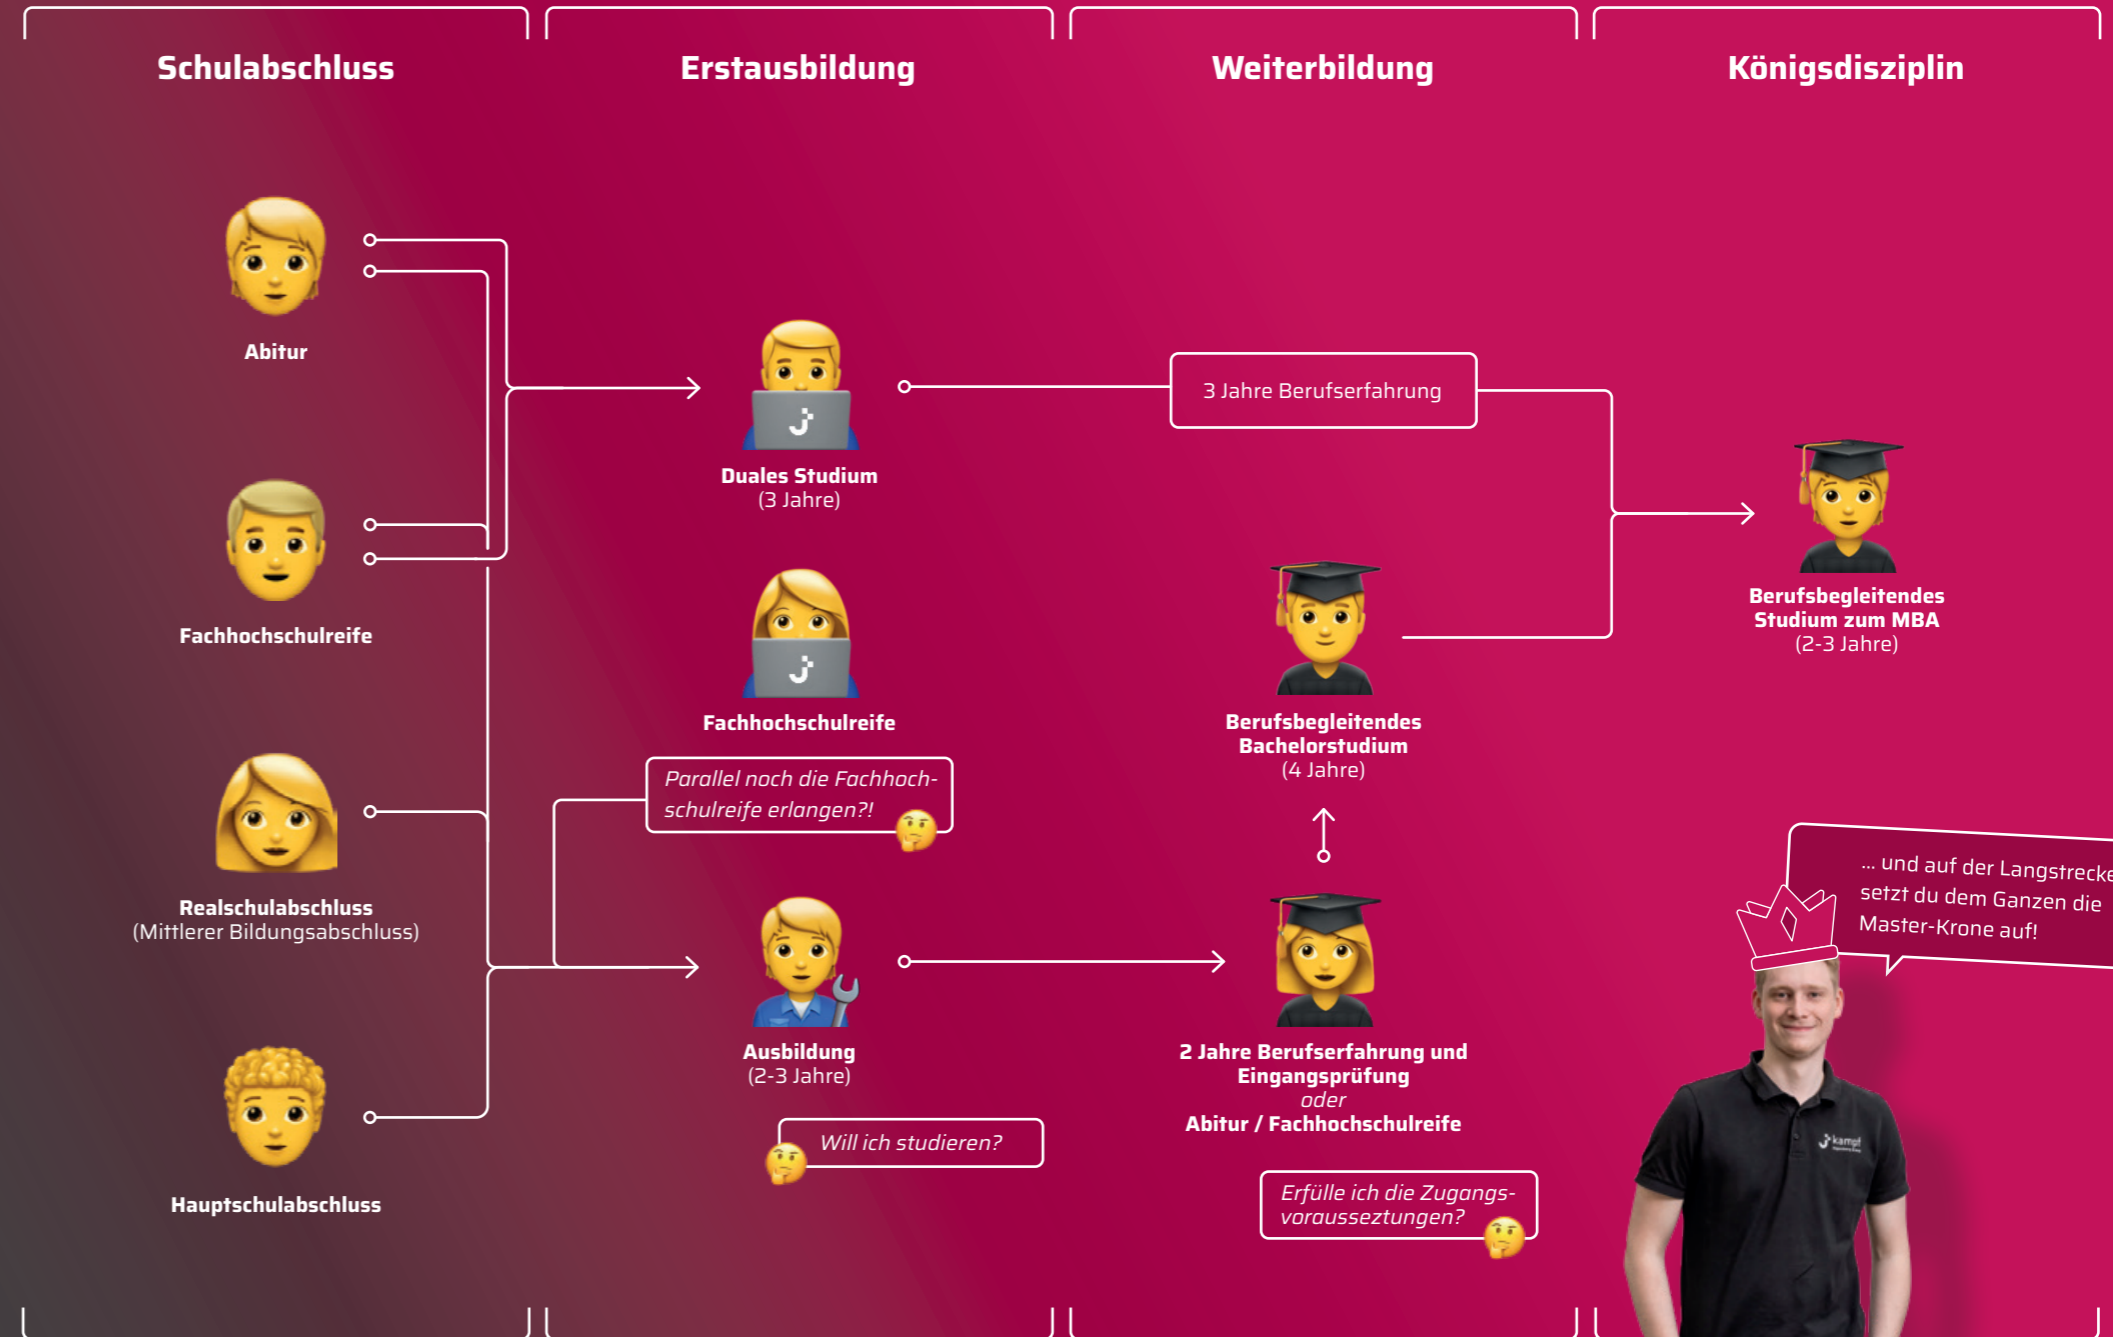 Schulabschluss
Erstausbildung
Weiterbildung
Königsdisziplin
Abitur
Fachhochschulreife
Realschulabschluss
(Mittlerer Bildungsabschluss)
Hauptschulabschluss
Duales Studium
(3 Jahre)
Fachhochschulreife
Parallel noch die Fachhoch-
schulreife erlangen?!
Ausbildung
(2-3 Jahre)
Will ich studieren?
3 Jahre Berufserfahrung
Berufsbegleitendes
Bachelorstudium
(4 Jahre)
2 Jahre Berufserfahrung und
Eingangsprüfung
oder
Abitur / Fachhochschulreife
Erfülle ich die Zugangs-
vorausseztungen?
Berufsbegleitendes
Studium zum MBA
(2-3 Jahre)
... und auf der Langstrecke
setzt du dem Ganzen die
Master-Krone auf!
kampf